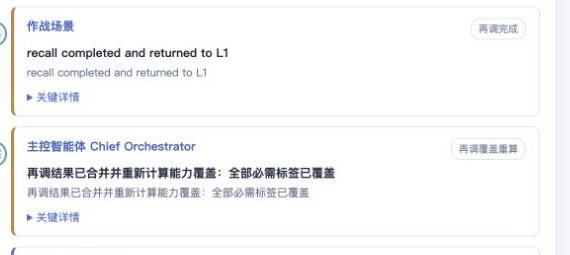 作战场景
再调完成
recall completed and returned to L1
recall completed and returned to L1
▶ 关键详情
主控智能体 Chief Orchestrator
再调覆盖重算
再调结果已合并并重新计算能力覆盖：全部必需标签已覆盖
再调结果已合并并重新计算能力覆盖：全部必需标签已覆盖
▶ 关键详情